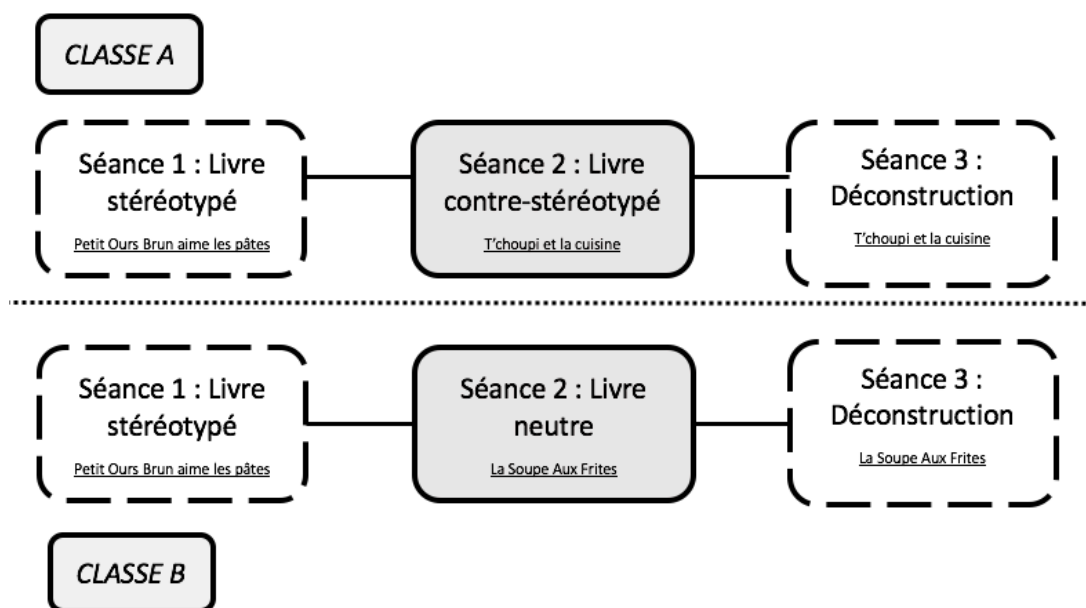 CLASSE A
Séance 1 : Livre
stéréotypé
Petit Ours Brun aime les pâtes
Séance 2 : Livre
contre-stéréotypé
T'choupi et la cuisine
Séance 3 :
Déconstruction
T'choupi et la cuisine
Séance 1 : Livre
stéréotypé
Petit Ours Brun aime les pâtes
Séance 2 : Livre
neutre
La Soupe Aux Frites
Séance 3 :
Déconstruction
La Soupe Aux Frites
CLASSE B